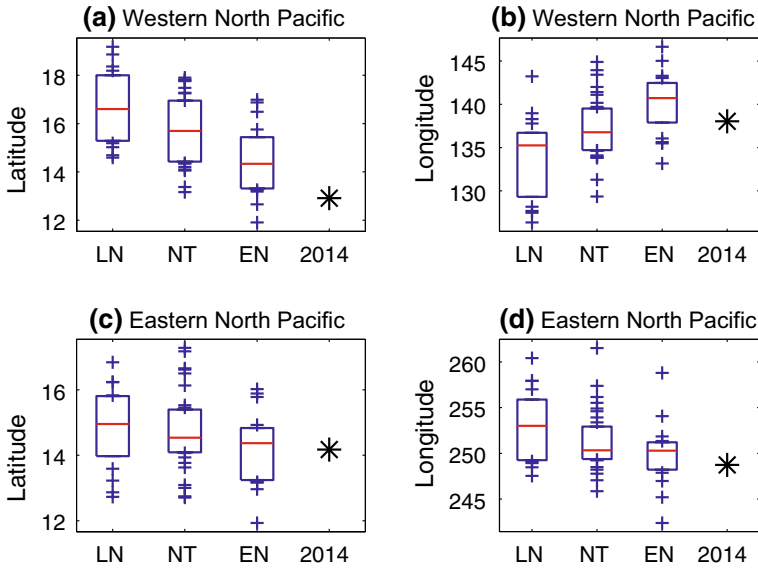 (a) Western North Pacific
(b) Western North Pacific
Latitude
18
16
14
12
LN NT EN 2014
Longitude
145
140
135
130
LN NT EN 2014
(c) Eastern North Pacific
(d) Eastern North Pacific
Latitude
16
14
12
LN NT EN 2014
Longitude
260
255
250
245
LN NT EN 2014